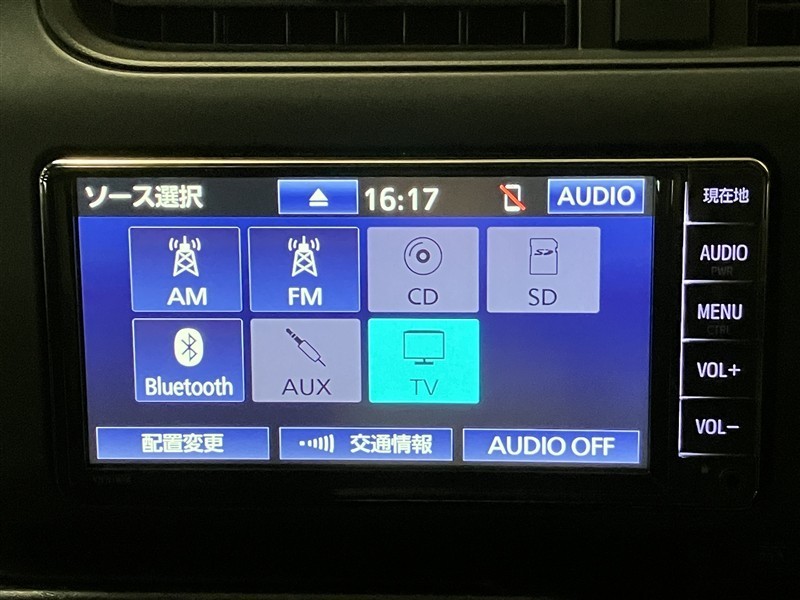 ソース選択 16:17 AUDIO 現在地
AM FM CD SD AUDIO
PWR
MENU
CTRL
Bluetooth AUX TV VOL+
VOL−
配置変更 交通情報 AUDIO OFF